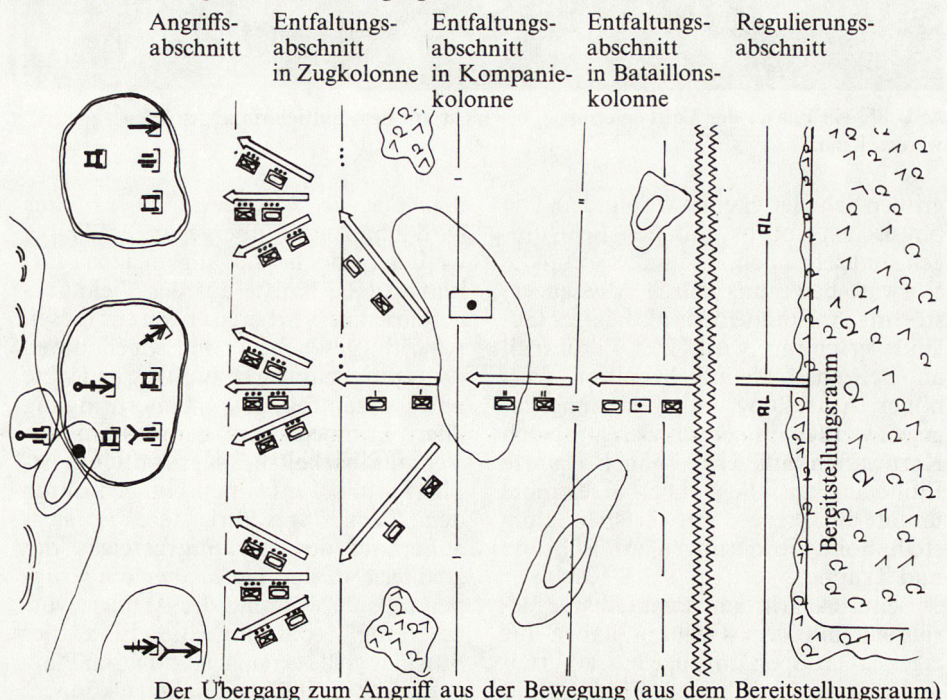 Angriffs-
abschnitt
Entfaltungs-
abschnitt
in Zugkolonne
Entfaltungs-
abschnitt
in Kompanie-
kolonne
Entfaltungs-
abschnitt
in Bataillons-
kolonne
Regulierungs-
abschnitt
RL
RL
Bereitstellungsraum
Der Übergang zum Angriff aus der Bewegung (aus dem Bereitstellungsraum)